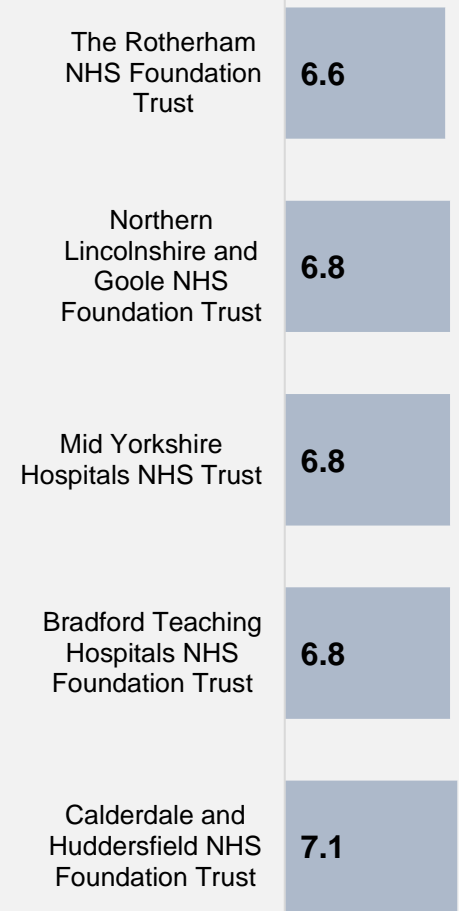 The Rotherham
NHS Foundation
Trust
6.6
Northern
Lincolnshire and
Goole NHS
Foundation Trust
6.8
Mid Yorkshire
Hospitals NHS Trust
6.8
Bradford Teaching
Hospitals NHS
Foundation Trust
6.8
Calderdale and
Huddersfield NHS
Foundation Trust
7.1